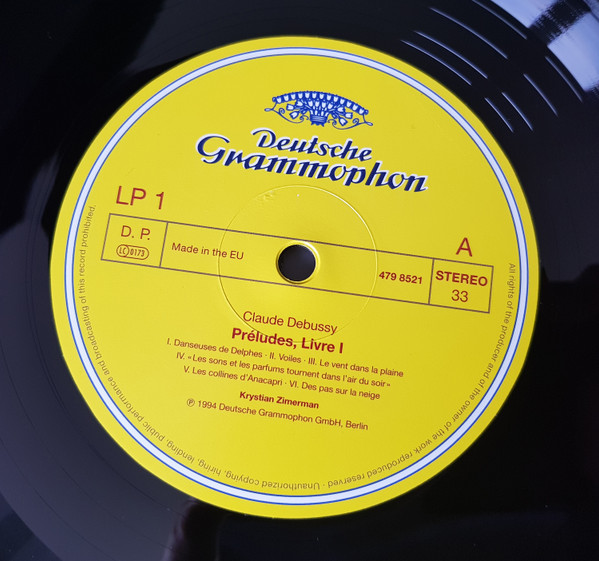 Deutsche
Grammophon
LP 1
A
D. P.
LC 0173
Made in the EU
479 8521
STEREO
33
Claude Debussy
Préludes, Livre I
I. Danseuses de Delphes · II. Voiles · III. Le vent dans la plaine
IV. «Les sons et les parfums tournent dans l'air du soir»
V. Les collines d'Anacapri · VI. Des pas sur la neige
Krystian Zimerman
℗ 1994 Deutsche Grammophon GmbH, Berlin
All rights of the producer and of the owner of the work reproduced reserved · Unauthorized copying, hiring, lending, public performance and broadcasting of this record prohibited.